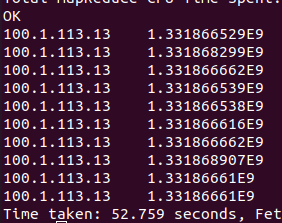 Total MapReduce CPU Time Spent:
OK
100.1.113.13 1.331866529E9
100.1.113.13 1.331868299E9
100.1.113.13 1.331866662E9
100.1.113.13 1.331866539E9
100.1.113.13 1.331866538E9
100.1.113.13 1.331866616E9
100.1.113.13 1.331866662E9
100.1.113.13 1.331868907E9
100.1.113.13 1.33186661E9
100.1.113.13 1.33186661E9
Time taken: 52.759 seconds, Fet